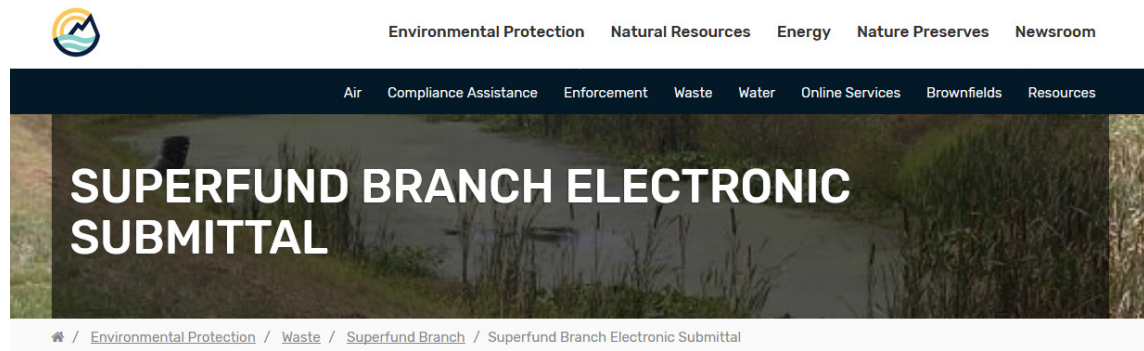 Environmental Protection Natural Resources Energy Nature Preserves Newsroom
Air Compliance Assistance Enforcement Waste Water Online Services Brownfields Resources
SUPERFUND BRANCH ELECTRONIC
SUBMITTAL
/ Environmental Protection / Waste / Superfund Branch / Superfund Branch Electronic Submittal